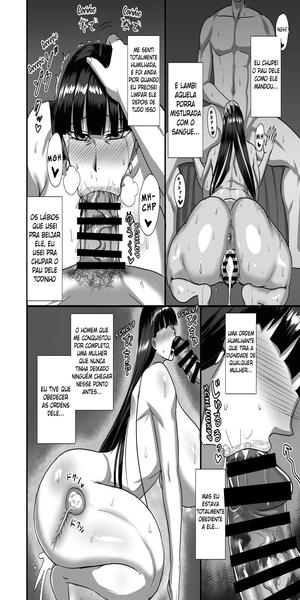 EU CHUPEI
O PAU DELE
COMO ELE
MANDOU...
E LAMBI
AQUELA
PORRA
MISTURADA
COM O
SANGUE...
ME SENTI
TOTALMENTE
HUMILHADA,
E FOI AINDA
PIOR QUANDO
EU PRECISEI
LIMPAR ELE
DEPOIS DE
TUDO ISSO
MGH
MH-
CHP
OS LÁBIOS
QUE USEI
PRA BEIJAR
ELE, EU USEI
PRA CHUPAR
O PAU DELE
TODINHO
UMA ORDEM
HUMILHANTE
QUE TIRA A
DIGNIDADE
DE QUALQUER
MULHER...
MAS EU
ESTAVA
TOTALMENTE
OBEDIENTE A
ELE...
O HOMEM QUE
ME CONQUISTOU
POR COMPLETO,
UMA MULHER
QUE NUNCA
TINHA DEIXADO
NINGUÉM CHEGAR
NESSE PONTO
ANTES...
EU TIVE QUE
OBEDECER
AS ORDENS
DELE...